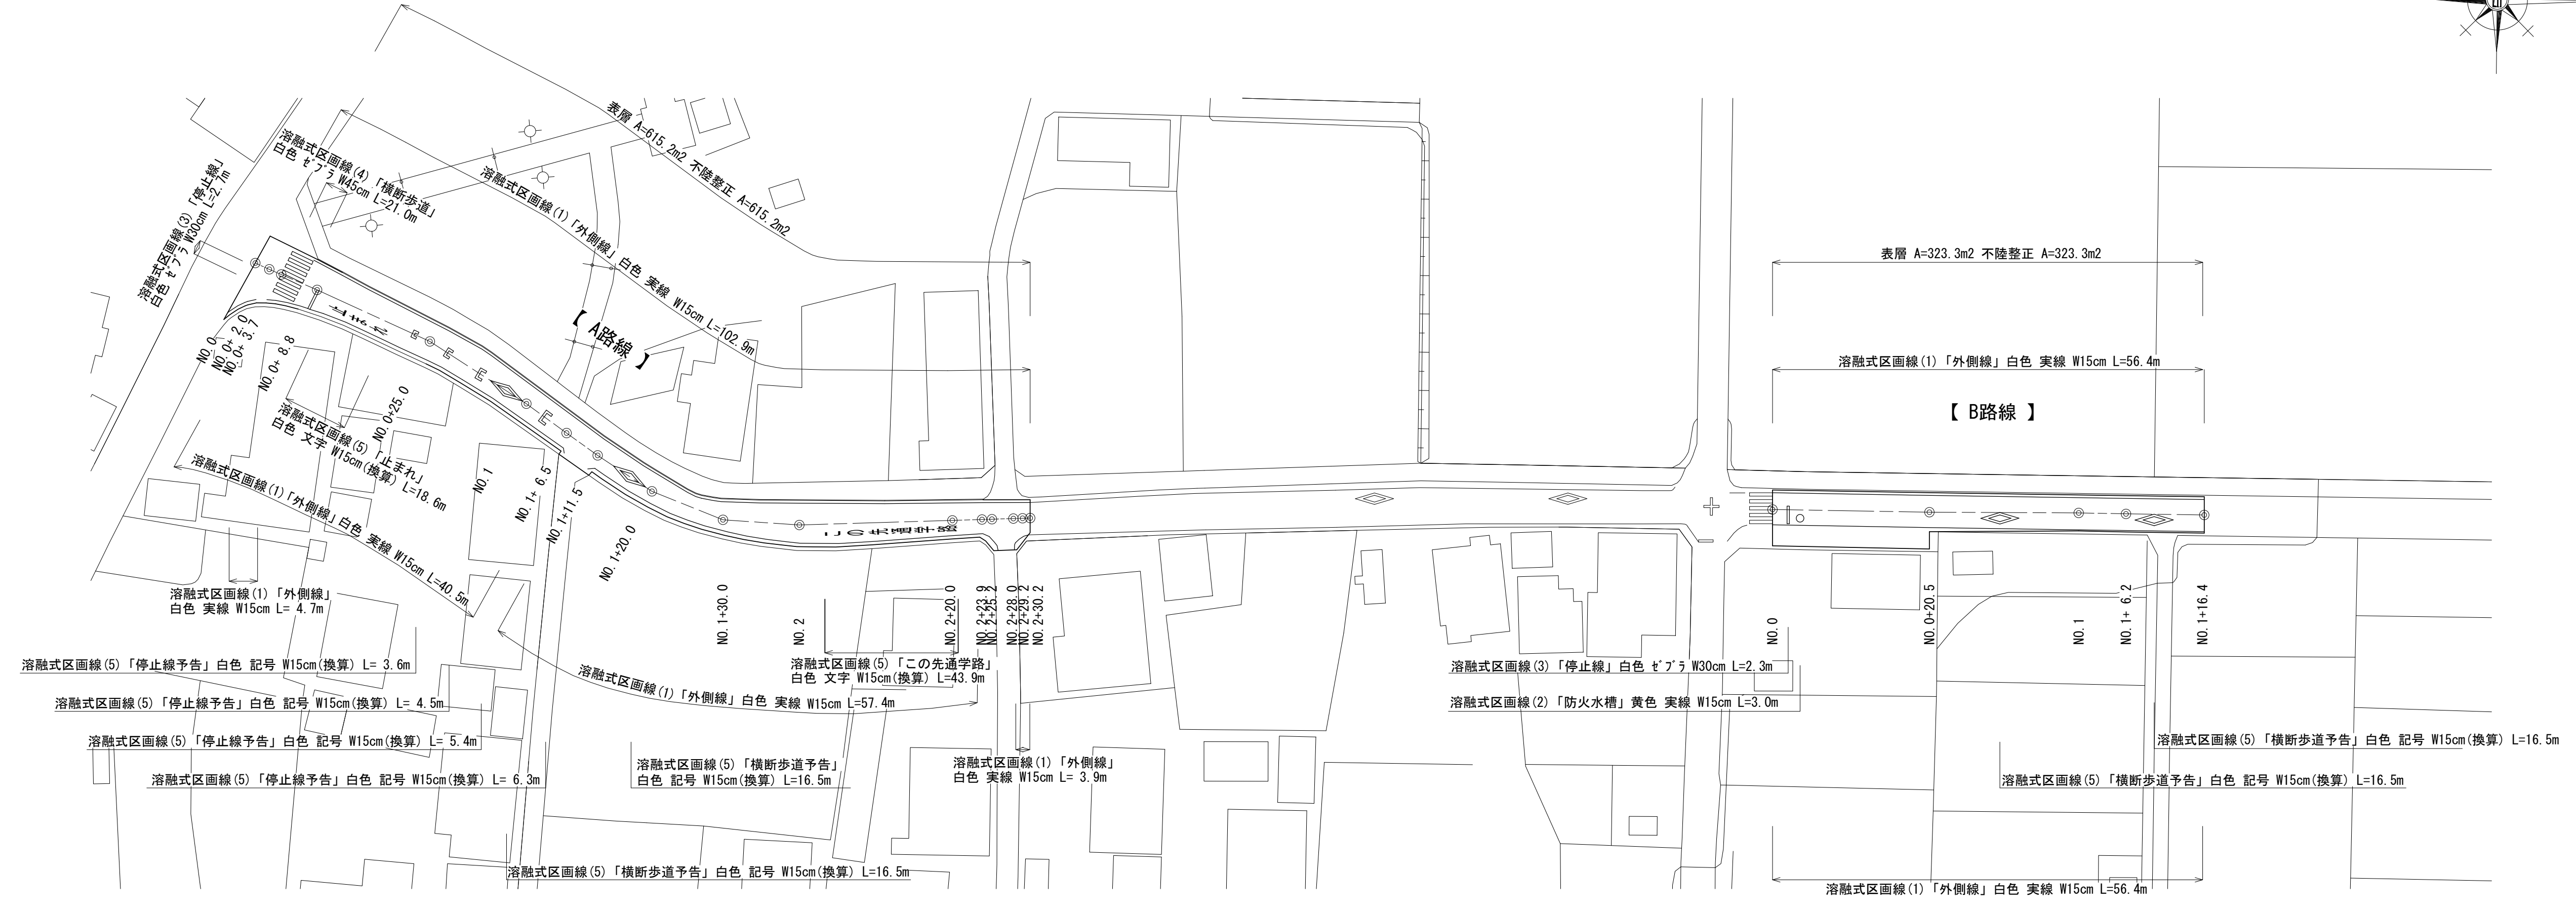 表層 A=615.2m2 不陸整正 A=615.2m2
溶融式区画線(4)「横断歩道」
白色 ｾﾞﾌﾞﾗ W45cm L=21.0m
溶融式区画線(1)「外側線」白色 実線 W15cm L=102.9m
溶融式区画線(3)「停止線」
白色 ｾﾞﾌﾞﾗ W30cm L=2.7m
【 A路線 】
止まれ
NO.0
NO.0+ 2.0
NO.0+ 3.7
NO.0+ 8.8
NO.0+25.0
NO.1
NO.1+ 6.5
NO.1+11.5
NO.1+20.0
NO.1+30.0
NO.2
NO.2+20.0
NO.2+23.9
NO.2+25.2
NO.2+28.0
NO.2+29.2
NO.2+30.2
溶融式区画線(5)「止まれ」
白色 文字 W15cm(換算) L=18.6m
溶融式区画線(1)「外側線」白色 実線 W15cm L=40.5m
溶融式区画線(1)「外側線」
白色 実線 W15cm L= 4.7m
溶融式区画線(5)「停止線予告」白色 記号 W15cm(換算) L= 3.6m
溶融式区画線(5)「停止線予告」白色 記号 W15cm(換算) L= 4.5m
溶融式区画線(5)「停止線予告」白色 記号 W15cm(換算) L= 5.4m
溶融式区画線(5)「停止線予告」白色 記号 W15cm(換算) L= 6.3m
溶融式区画線(1)「外側線」白色 実線 W15cm L=57.4m
この先通学路
溶融式区画線(5)「この先通学路」
白色 文字 W15cm(換算) L=43.9m
溶融式区画線(5)「横断歩道予告」
白色 記号 W15cm(換算) L=16.5m
溶融式区画線(1)「外側線」
白色 実線 W15cm L= 3.9m
溶融式区画線(5)「横断歩道予告」白色 記号 W15cm(換算) L=16.5m
表層 A=323.3m2 不陸整正 A=323.3m2
溶融式区画線(1)「外側線」白色 実線 W15cm L=56.4m
【 B路線 】
NO.0
NO.0+20.5
NO.1
NO.1+ 6.2
NO.1+16.4
溶融式区画線(3)「停止線」白色 ｾﾞﾌﾞﾗ W30cm L=2.3m
溶融式区画線(2)「防火水槽」黄色 実線 W15cm L=3.0m
溶融式区画線(5)「横断歩道予告」白色 記号 W15cm(換算) L=16.5m
溶融式区画線(5)「横断歩道予告」白色 記号 W15cm(換算) L=16.5m
溶融式区画線(1)「外側線」白色 実線 W15cm L=56.4m